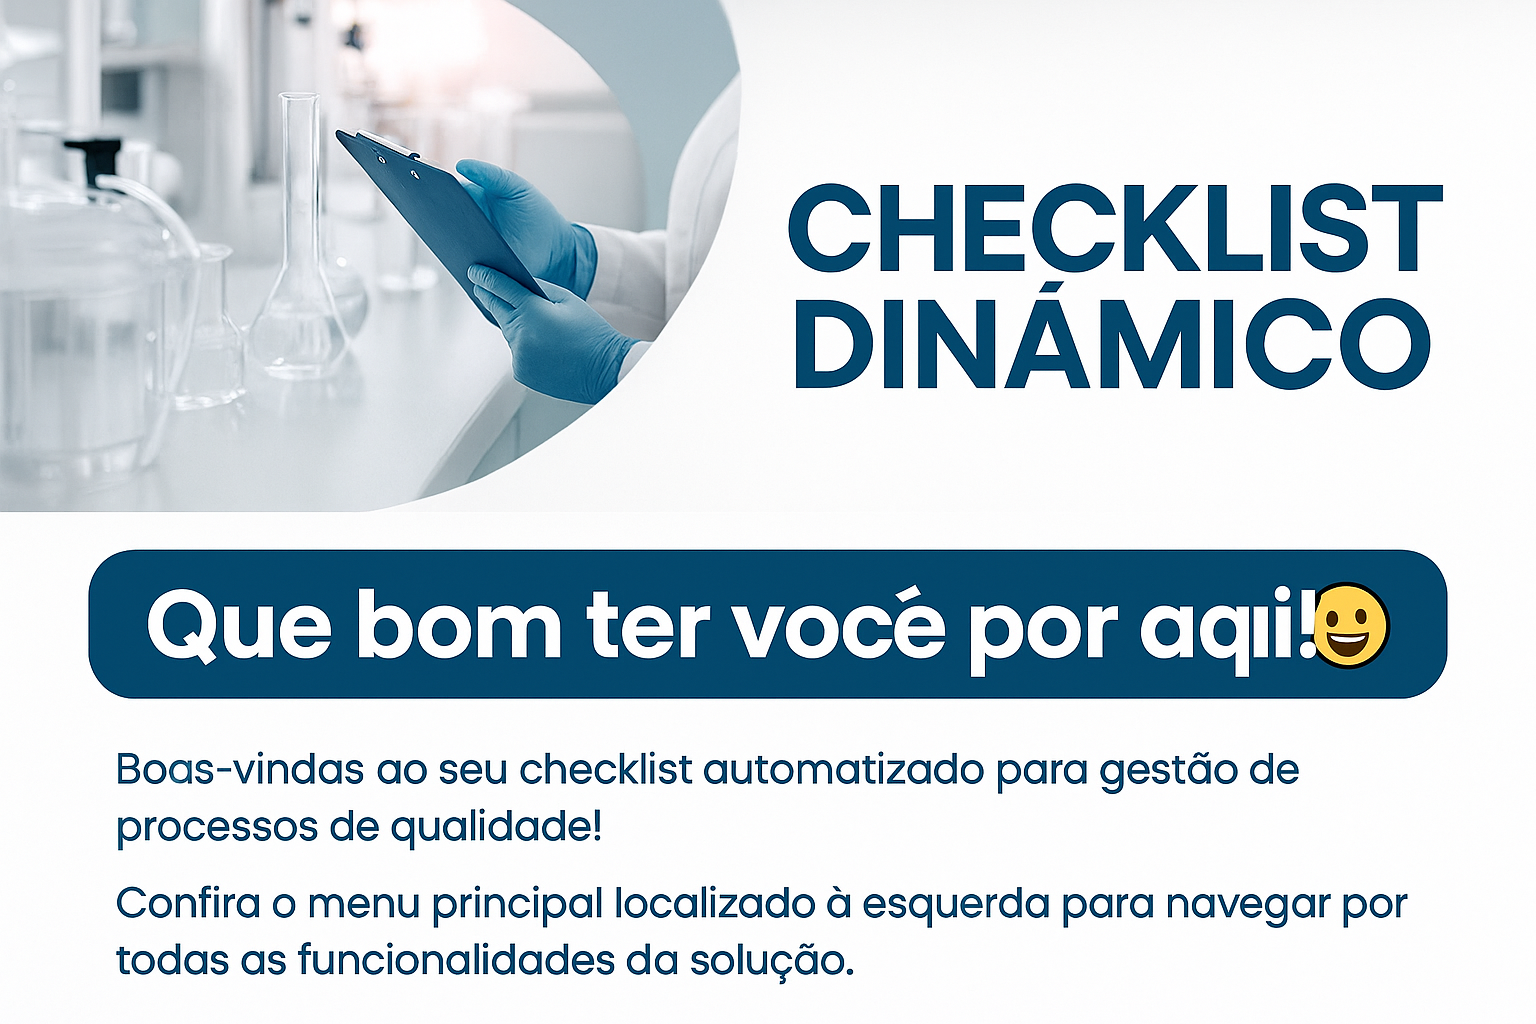 CHECKLIST
DINÁMICO
Que bom ter você por aqıi!😃
Boas-vindas ao seu checklist automatizado para gestão de
processos de qualidade!
Confira o menu principal localizado à esquerda para navegar por
todas as funcionalidades da solução.